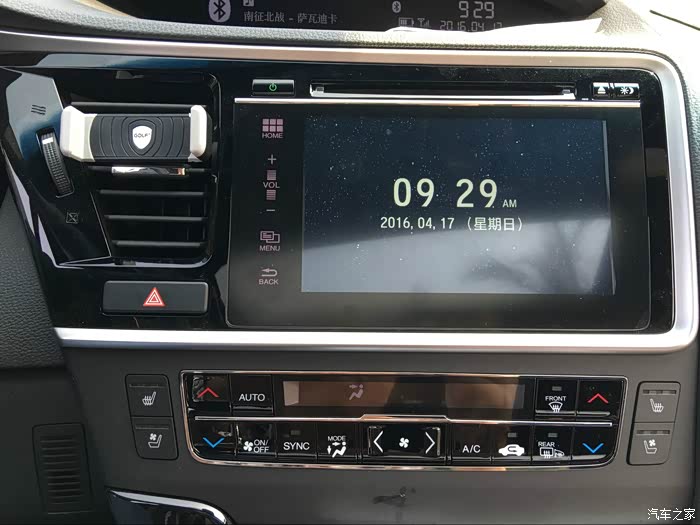 南征北战 - 萨瓦迪卡
9:29
2016.04.17
GOLF
HOME
+
VOL
-
MENU
BACK
09 29 AM
2016, 04, 17 (星期日)
AUTO
FRONT
ON/
OFF
SYNC
MODE
A/C
REAR
汽车之家